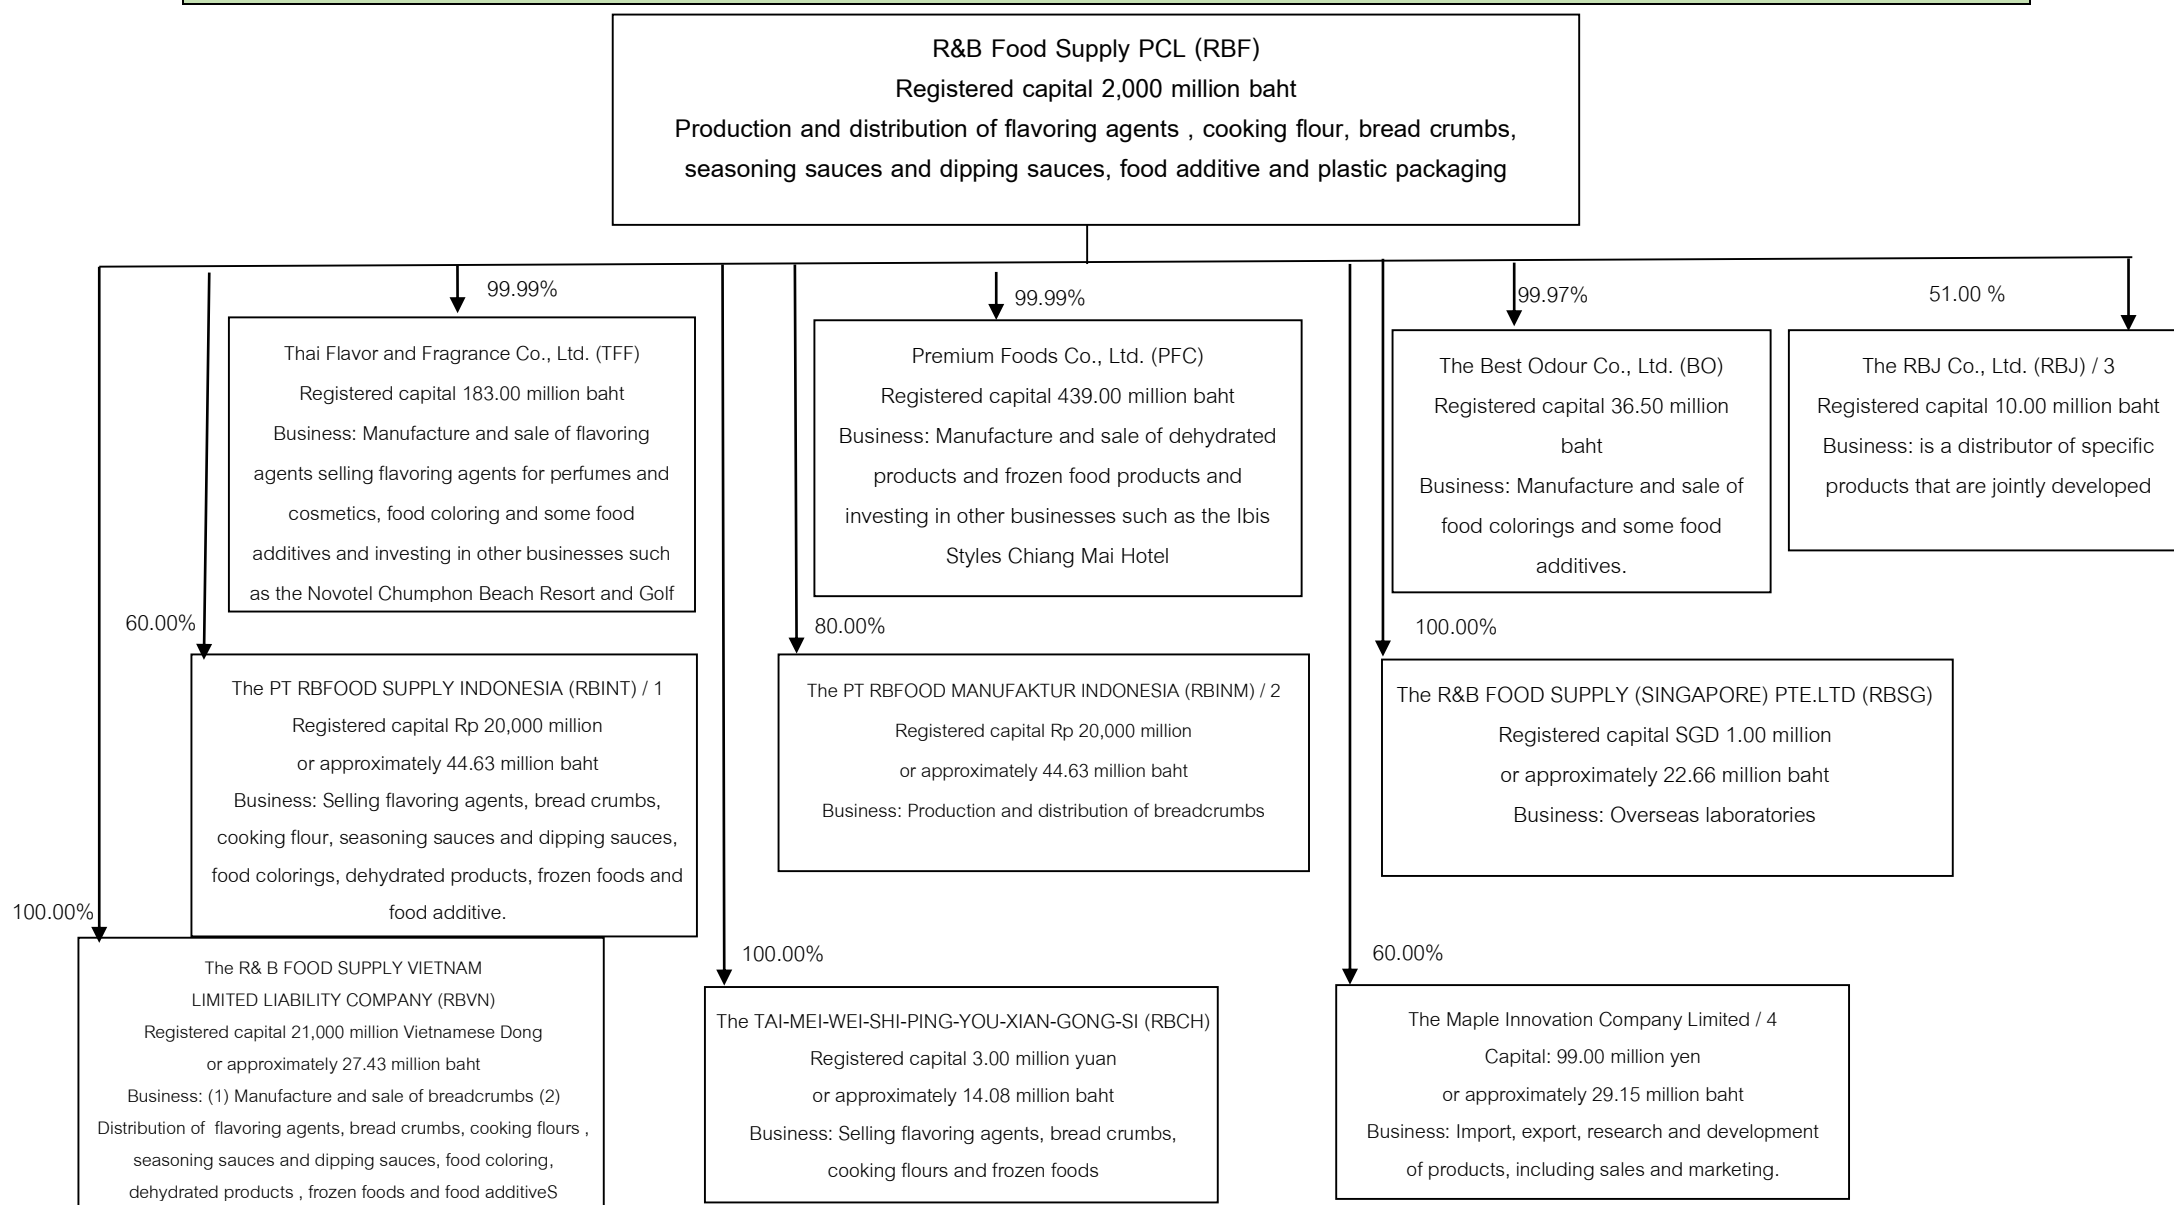 R&B Food Supply PCL (RBF)
Registered capital 2,000 million baht
Production and distribution of flavoring agents , cooking flour, bread crumbs,
seasoning sauces and dipping sauces, food additive and plastic packaging
99.99%
Thai Flavor and Fragrance Co., Ltd. (TFF)
Registered capital 183.00 million baht
Business: Manufacture and sale of flavoring
agents selling flavoring agents for perfumes and
cosmetics, food coloring and some food
additives and investing in other businesses such
as the Novotel Chumphon Beach Resort and Golf
99.99%
Premium Foods Co., Ltd. (PFC)
Registered capital 439.00 million baht
Business: Manufacture and sale of dehydrated
products and frozen food products and
investing in other businesses such as the Ibis
Styles Chiang Mai Hotel
99.97%
The Best Odour Co., Ltd. (BO)
Registered capital 36.50 million
baht
Business: Manufacture and sale of
food colorings and some food
additives.
51.00 %
The RBJ Co., Ltd. (RBJ) / 3
Registered capital 10.00 million baht
Business: is a distributor of specific
products that are jointly developed
60.00%
The PT RBFOOD SUPPLY INDONESIA (RBINT) / 1
Registered capital Rp 20,000 million
or approximately 44.63 million baht
Business: Selling flavoring agents, bread crumbs,
cooking flour, seasoning sauces and dipping sauces,
food colorings, dehydrated products, frozen foods and
food additive.
80.00%
The PT RBFOOD MANUFAKTUR INDONESIA (RBINM) / 2
Registered capital Rp 20,000 million
or approximately 44.63 million baht
Business: Production and distribution of breadcrumbs
100.00%
The R&B FOOD SUPPLY (SINGAPORE) PTE.LTD (RBSG)
Registered capital SGD 1.00 million
or approximately 22.66 million baht
Business: Overseas laboratories
100.00%
The R& B FOOD SUPPLY VIETNAM
LIMITED LIABILITY COMPANY (RBVN)
Registered capital 21,000 million Vietnamese Dong
or approximately 27.43 million baht
Business: (1) Manufacture and sale of breadcrumbs (2)
Distribution of  flavoring agents, bread crumbs, cooking flours ,
seasoning sauces and dipping sauces, food coloring,
dehydrated products , frozen foods and food additiveS
100.00%
The TAI-MEI-WEI-SHI-PING-YOU-XIAN-GONG-SI (RBCH)
Registered capital 3.00 million yuan
or approximately 14.08 million baht
Business: Selling flavoring agents, bread crumbs,
cooking flours and frozen foods
60.00%
The Maple Innovation Company Limited / 4
Capital: 99.00 million yen
or approximately 29.15 million baht
Business: Import, export, research and development
of products, including sales and marketing.